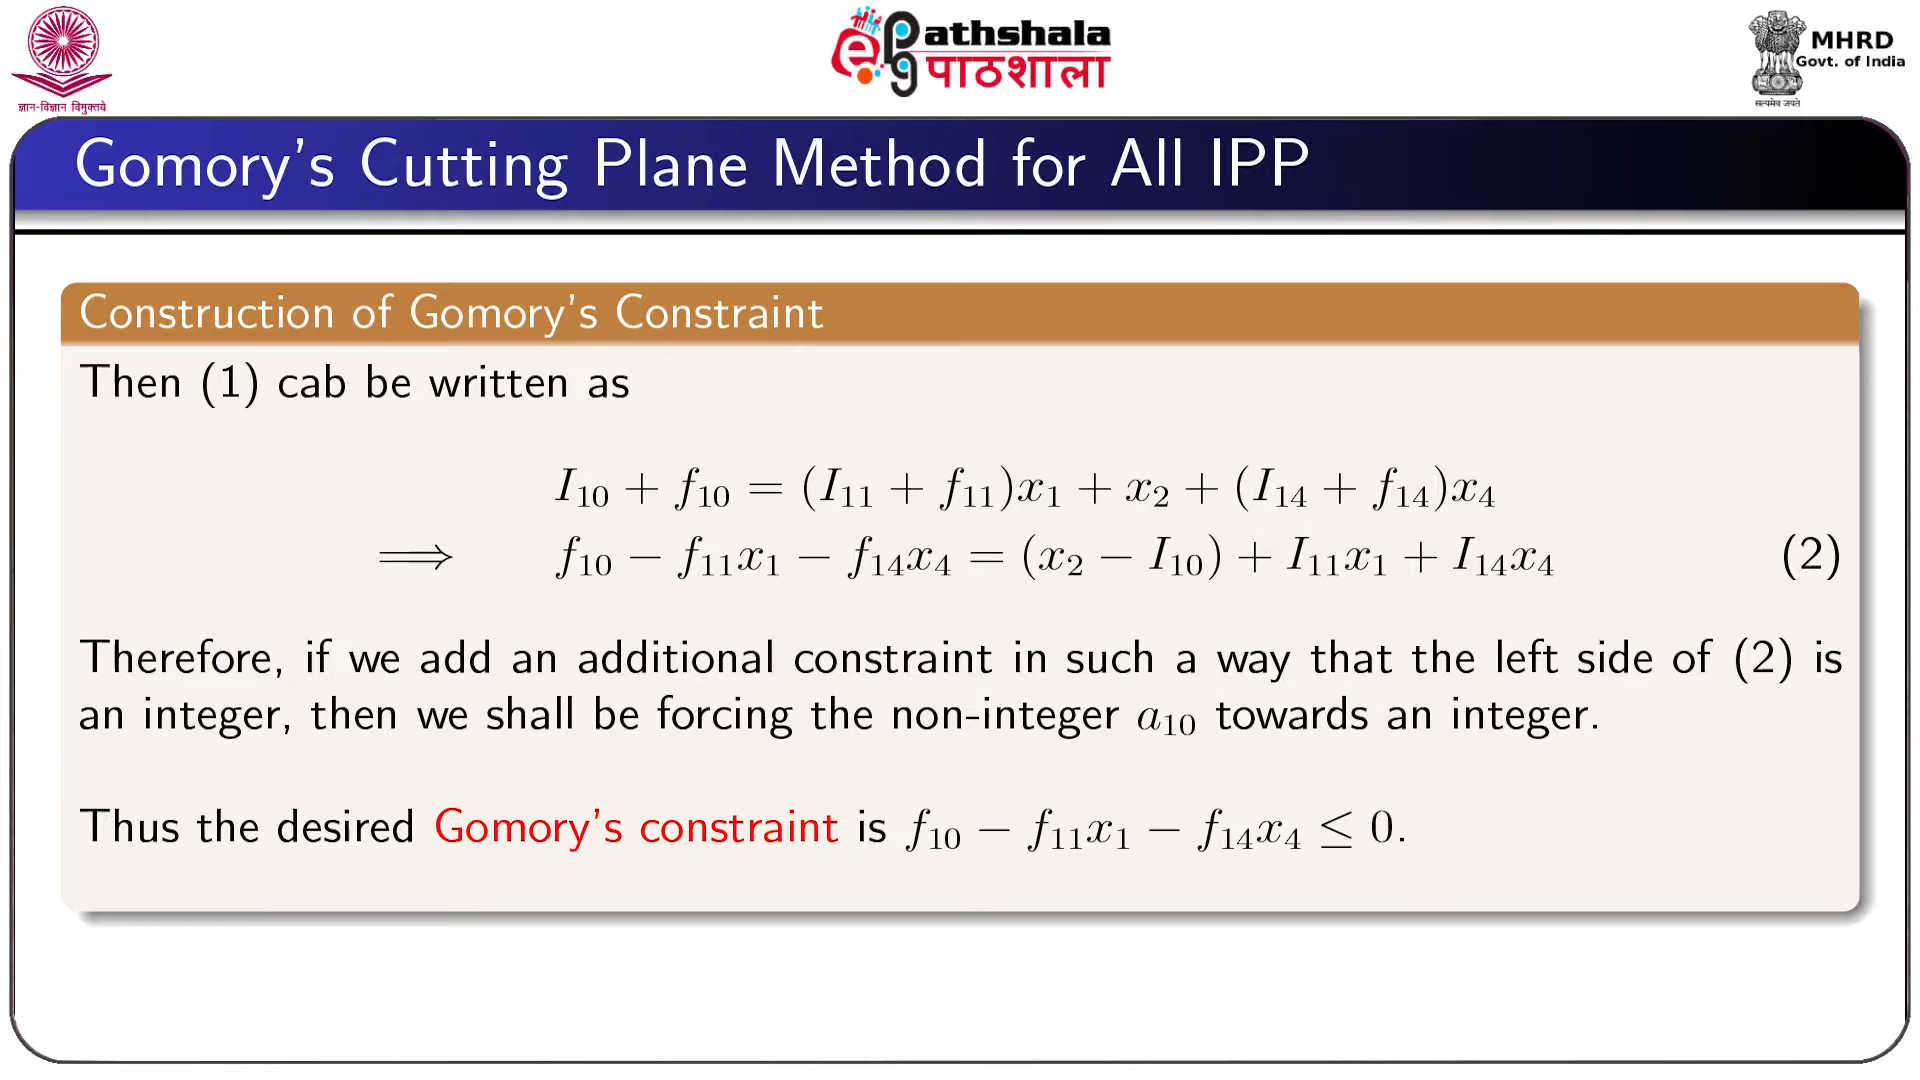 ज्ञान-विज्ञान विमुक्तये
ePG Pathshala
पाठशाला
MHRD
Govt. of India
सत्यमेव जयते
Gomory's Cutting Plane Method for All IPP
Construction of Gomory's Constraint
Then (1) cab be written as
I₁₀ + f₁₀ = (I₁₁ + f₁₁)x₁ + x₂ + (I₁₄ + f₁₄)x₄
⟹ f₁₀ − f₁₁x₁ − f₁₄x₄ = (x₂ − I₁₀) + I₁₁x₁ + I₁₄x₄ (2)
Therefore, if we add an additional constraint in such a way that the left side of (2) is
an integer, then we shall be forcing the non-integer a₁₀ towards an integer.
Thus the desired Gomory's constraint is f₁₀ − f₁₁x₁ − f₁₄x₄ ≤ 0.